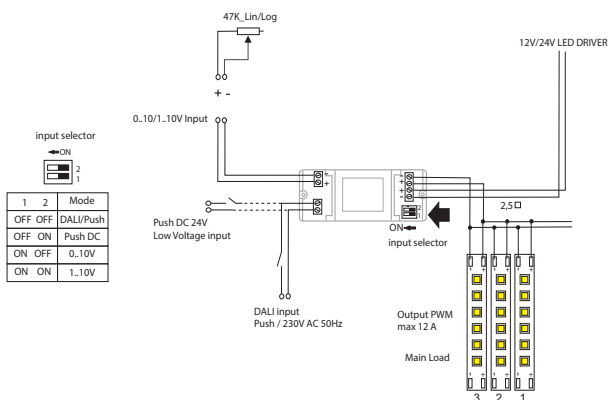 47K_Lin/Log
12V/24V LED DRIVER
+ -
0..10/1..10V Input
input selector
ON
2
1
1 2 Mode
OFF OFF DALI/Push
OFF ON Push DC
ON OFF 0..10V
ON ON 1..10V
-
+
-
+
+
-
2
1
ON
input selector
2,5
Push DC 24V
Low Voltage input
DALI input
Push / 230V AC 50Hz
Output PWM
max 12 A
Main Load
- + - + - +
- + - + - +
3 2 1